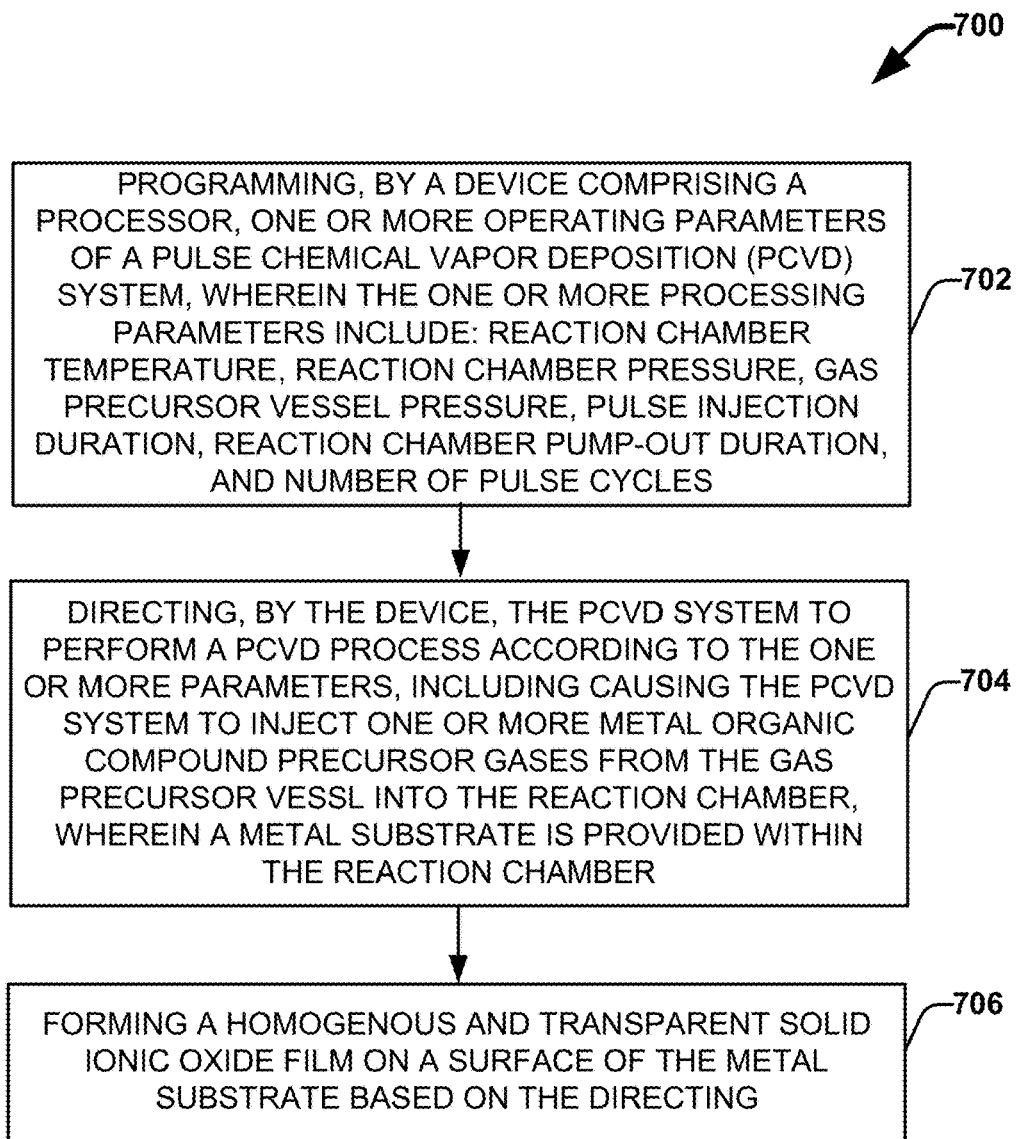 700
PROGRAMMING, BY A DEVICE COMPRISING A
PROCESSOR, ONE OR MORE OPERATING PARAMETERS
OF A PULSE CHEMICAL VAPOR DEPOSITION (PCVD)
SYSTEM, WHEREIN THE ONE OR MORE PROCESSING
PARAMETERS INCLUDE: REACTION CHAMBER
TEMPERATURE, REACTION CHAMBER PRESSURE, GAS
PRECURSOR VESSEL PRESSURE, PULSE INJECTION
DURATION, REACTION CHAMBER PUMP-OUT DURATION,
AND NUMBER OF PULSE CYCLES
702
DIRECTING, BY THE DEVICE, THE PCVD SYSTEM TO
PERFORM A PCVD PROCESS ACCORDING TO THE ONE
OR MORE PARAMETERS, INCLUDING CAUSING THE PCVD
SYSTEM TO INJECT ONE OR MORE METAL ORGANIC
COMPOUND PRECURSOR GASES FROM THE GAS
PRECURSOR VESSL INTO THE REACTION CHAMBER,
WHEREIN A METAL SUBSTRATE IS PROVIDED WITHIN
THE REACTION CHAMBER
704
FORMING A HOMOGENOUS AND TRANSPARENT SOLID
IONIC OXIDE FILM ON A SURFACE OF THE METAL
SUBSTRATE BASED ON THE DIRECTING
706